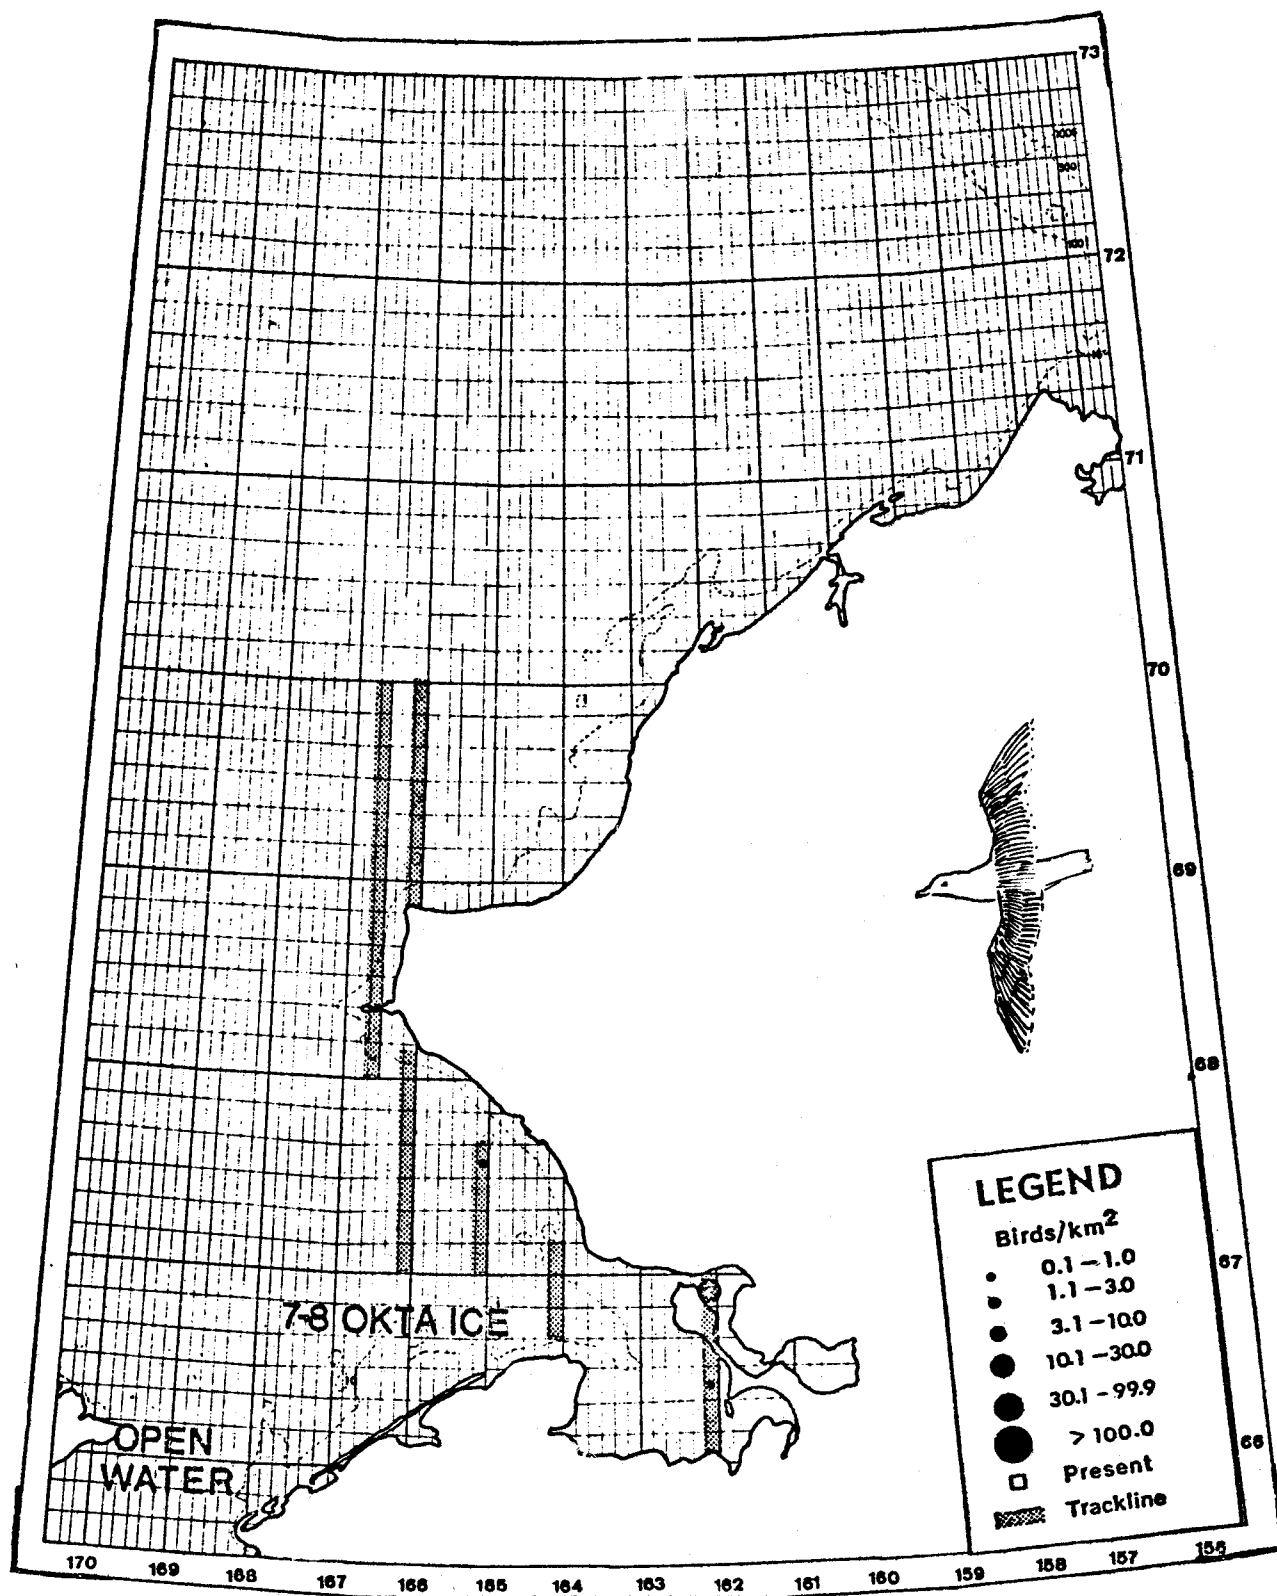 73
72
71
70
69
68
67
66
7-8 OKTA ICE
OPEN
WATER
LEGEND
Birds/km²
0.1 – 1.0
1.1 – 3.0
3.1 – 10.0
10.1 – 30.0
30.1 – 99.9
> 100.0
Present
Trackline
170 169 168 167 166 165 164 163 162 161 160 158 157 156